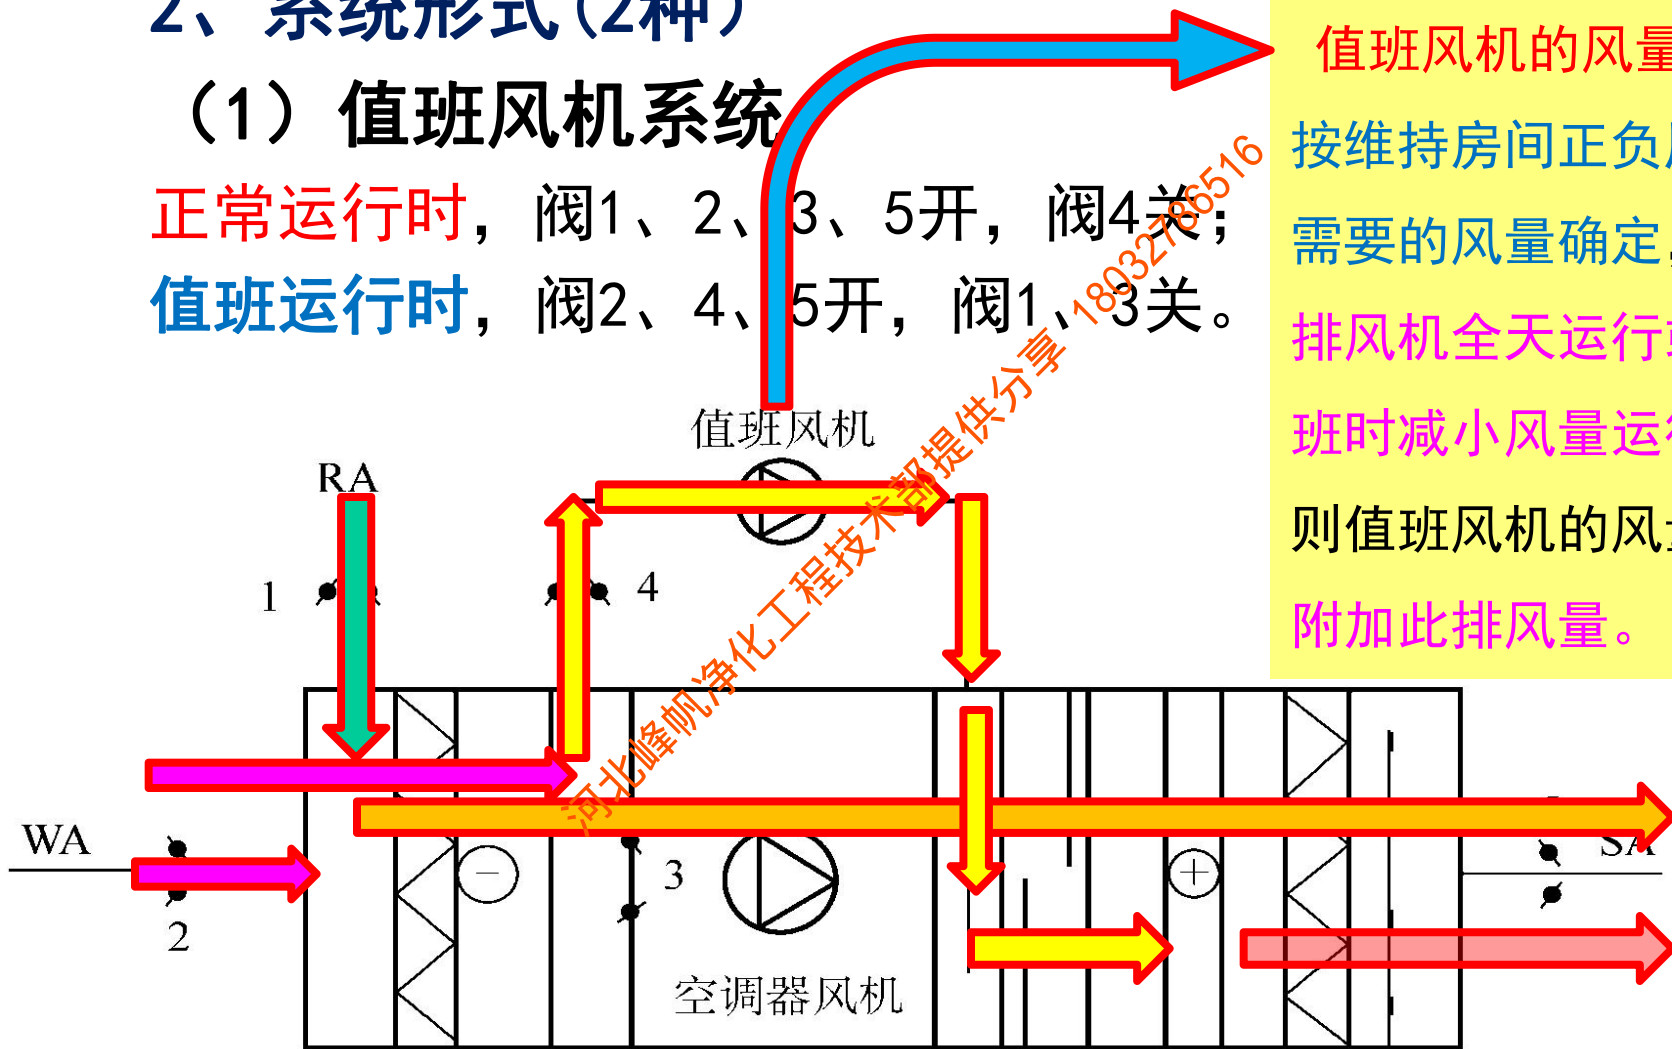 2、系统形式(2种）
（1）值班风机系统
正常运行时，阀1、2、3、5开，阀4关；
值班运行时，阀2、4、5开，阀1、3关。
值班风机的风量
按维持房间正负
需要的风量确定，
排风机全天运行
班时减小风量运
则值班风机的风
附加此排风量。
值班风机
RA
1
4
WA
2
3
SA
空调器风机
河北峰帆净化工程技术部提供分享 18032786516